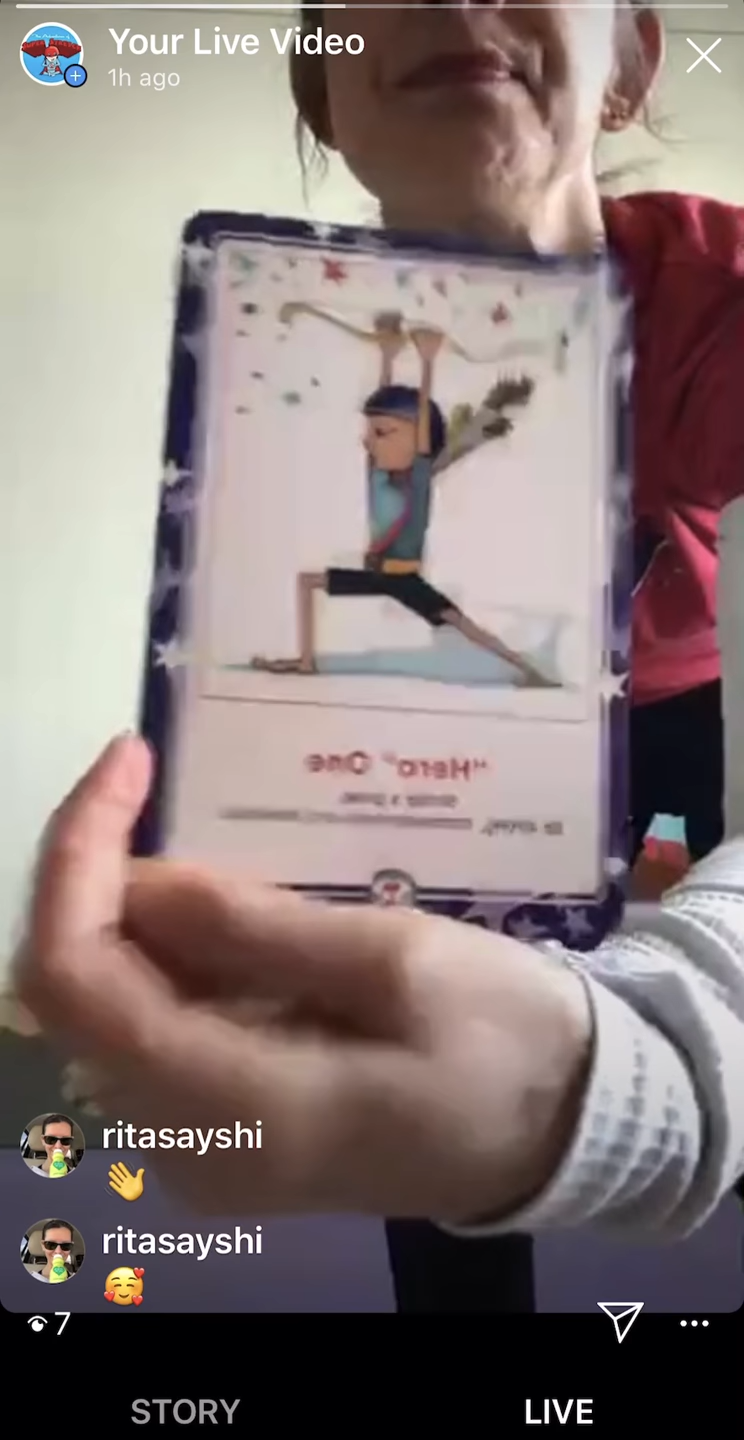 Your Live Video
1h ago
"Hero" One
ritasayshi
👋
ritasayshi
🥰
7
STORY
LIVE